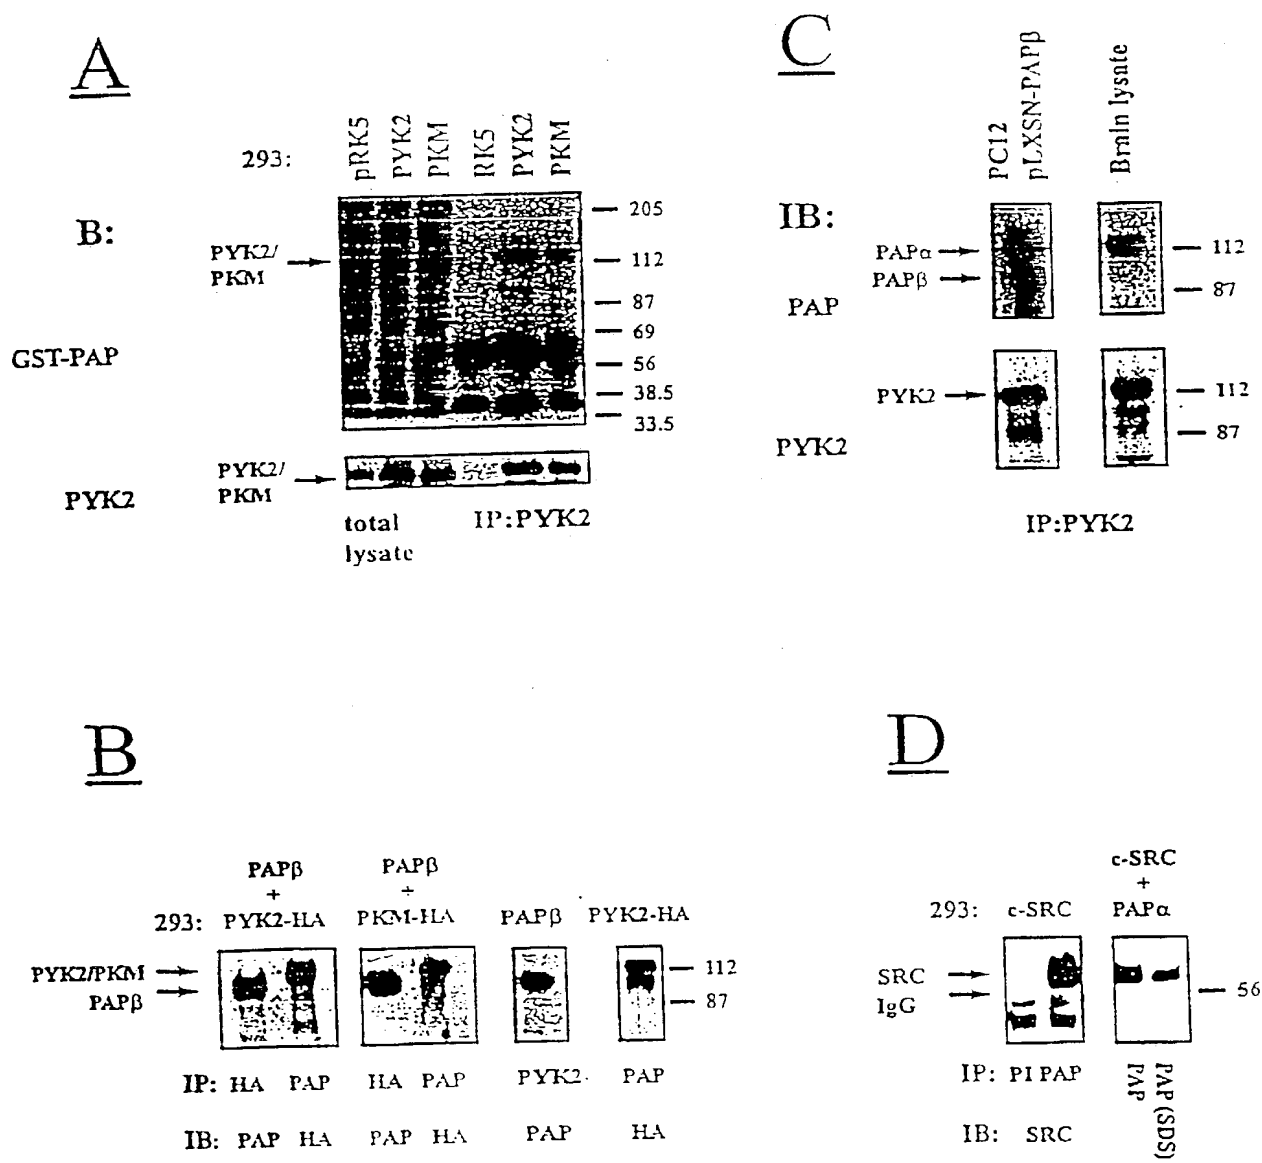 A
293:
pRK5
PYK2
PKM
RK5
PYK2
PKM
B:
PYK2/
PKM
GST-PAP
205
112
87
69
56
38.5
33.5
PYK2/
PKM
PYK2
total
lysate
IP:PYK2
C
PC12
pLXSN-PAPβ
Brain lysate
IB:
PAPα
PAPβ
PAP
112
87
PYK2
PYK2
112
87
IP:PYK2
B
293:
PAPβ
+
PYK2-HA
PAPβ
+
PKM-HA
PAPβ
PYK2-HA
PYK2/PKM
PAPβ
112
87
IP: HA PAP HA PAP PYK2 PAP
IB: PAP HA PAP HA PAP HA
D
c-SRC
+
293: c-SRC PAPα
SRC
IgG
56
IP: PI PAP
PAP
PAP (SDS)
IB: SRC